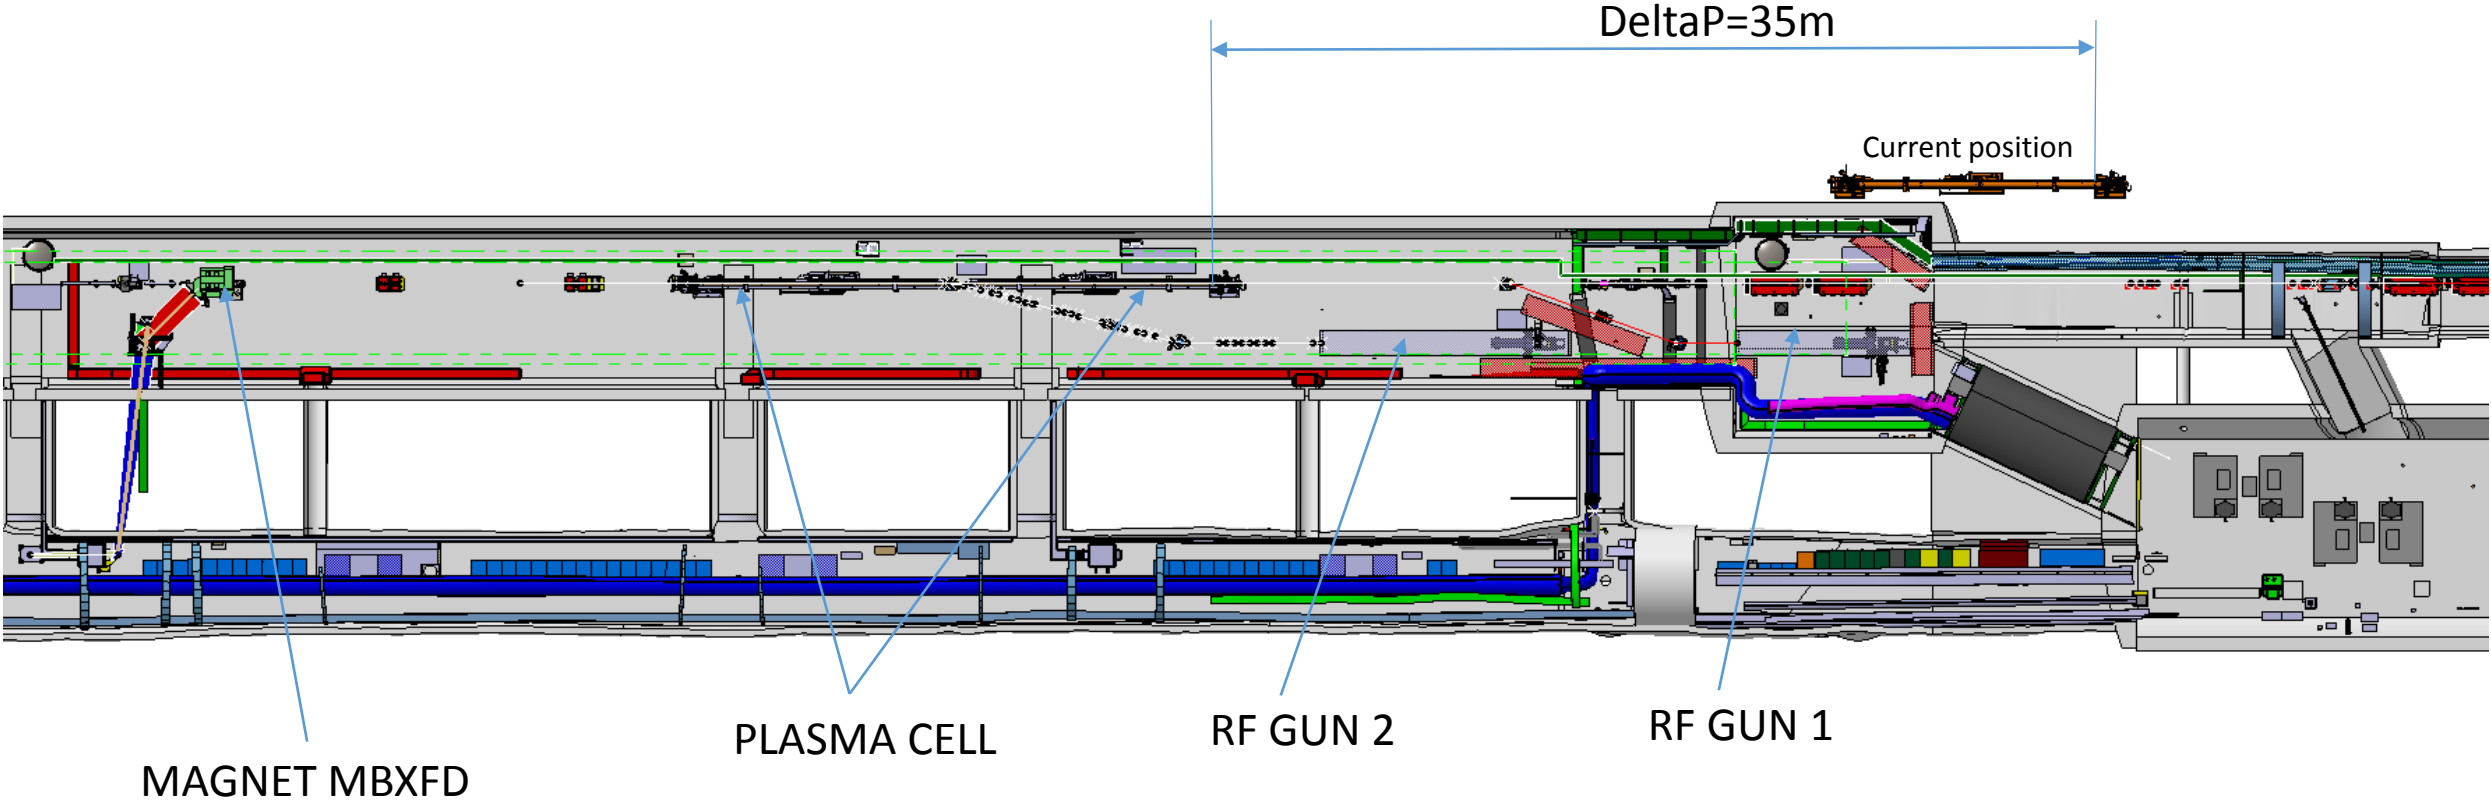 DeltaP=35m
Current position
PLASMA CELL
RF GUN 2
RF GUN 1
MAGNET MBXFD